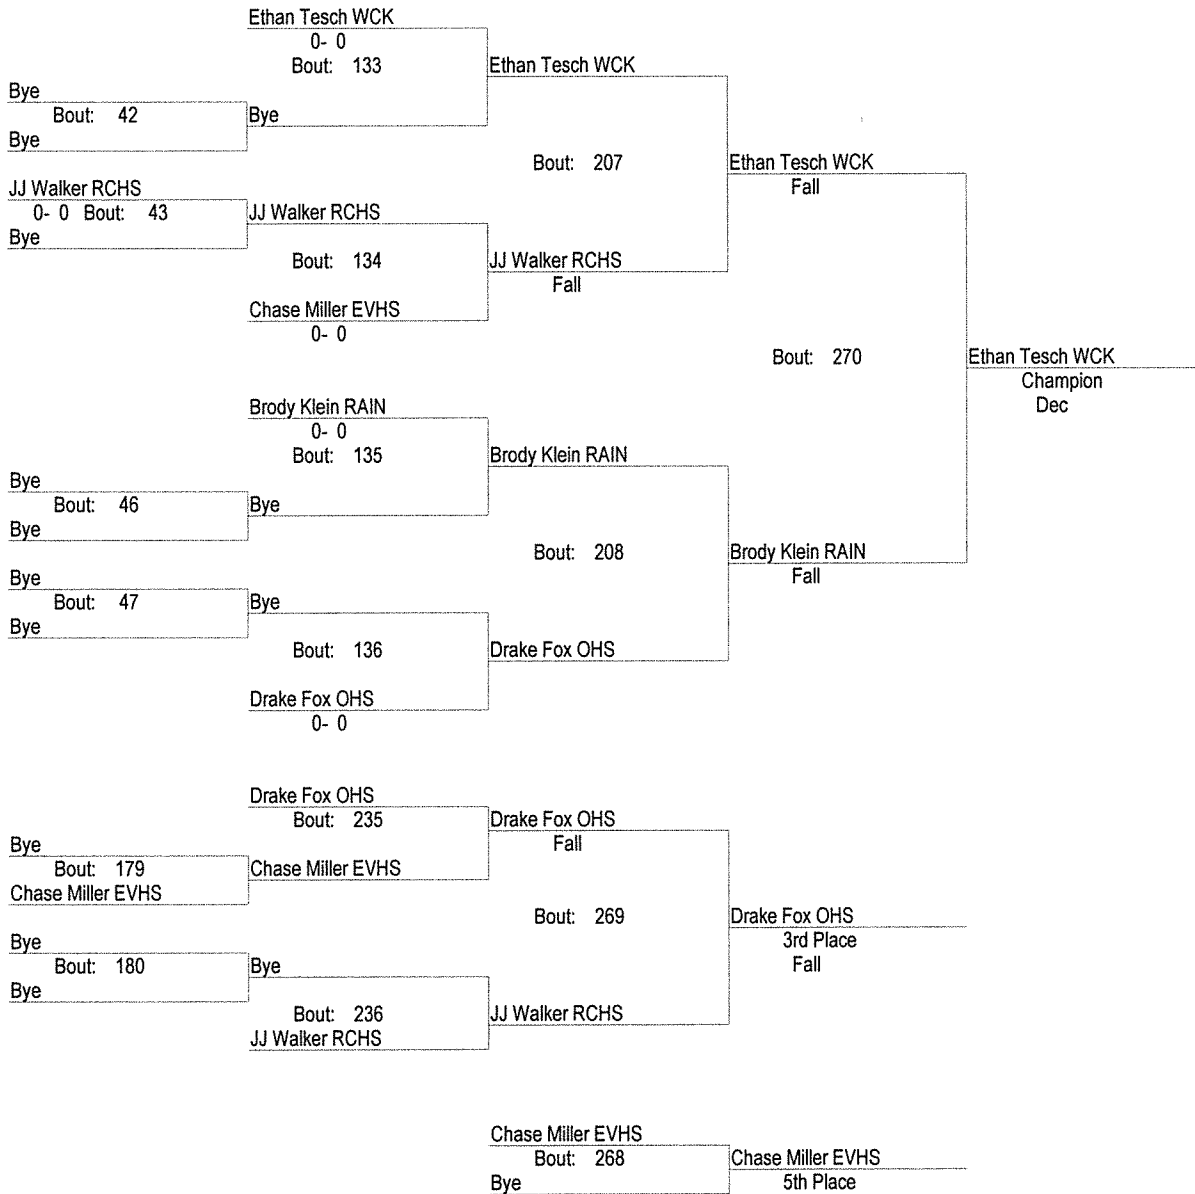 Ethan Tesch WCK
0- 0
Bout: 133
Ethan Tesch WCK
Bye
Bout: 42
Bye
Bye
Bout: 207
Ethan Tesch WCK
Fall
JJ Walker RCHS
0- 0 Bout: 43
JJ Walker RCHS
Bye
Bout: 134
JJ Walker RCHS
Fall
Chase Miller EVHS
0- 0
Bout: 270
Ethan Tesch WCK
Champion
Dec
Brody Klein RAIN
0- 0
Bout: 135
Brody Klein RAIN
Bye
Bout: 46
Bye
Bye
Bout: 208
Brody Klein RAIN
Fall
Bye
Bout: 47
Bye
Bye
Bout: 136
Drake Fox OHS
Drake Fox OHS
0- 0
Drake Fox OHS
Bout: 235
Drake Fox OHS
Fall
Bye
Bout: 179
Chase Miller EVHS
Chase Miller EVHS
Bout: 269
Drake Fox OHS
3rd Place
Fall
Bye
Bout: 180
Bye
Bye
Bout: 236
JJ Walker RCHS
JJ Walker RCHS
Chase Miller EVHS
Bout: 268
Chase Miller EVHS
Bye
5th Place